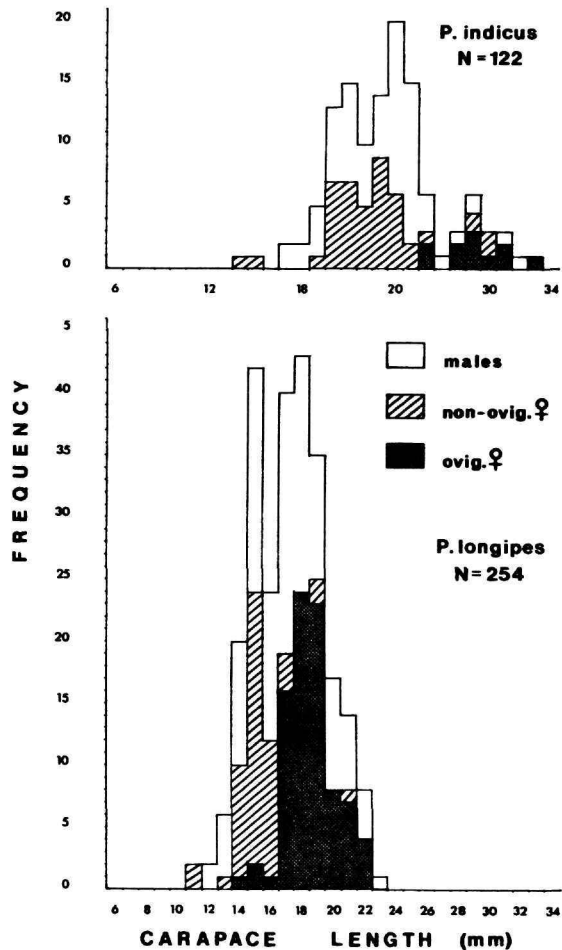 20
P. indicus
N = 122
15
10
5
0
6 12 18 20 30 34
5
males
40
non-ovig.♀
35
ovig.♀
30
P. longipes
N= 254
25
20
15
10
5
0
FREQUENCY
6 8 10 12 14 16 18 20 22 24 26 28 30 32 34
CARAPACE LENGTH (mm)